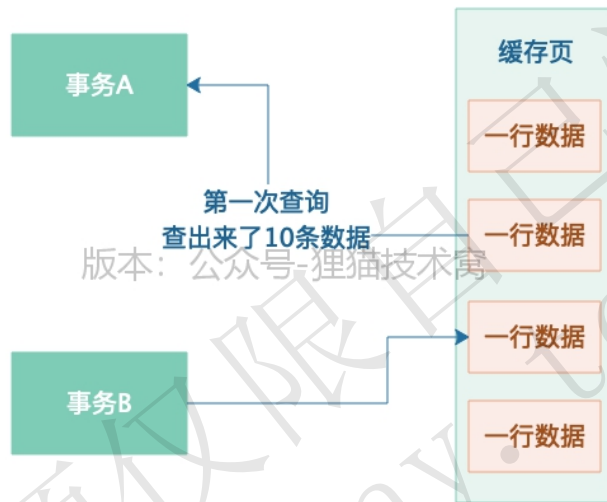 缓存页
事务A
一行数据
第一次查询
查出来了10条数据
一行数据
版本：公众号-狸猫技术窝
一行数据
事务B
一行数据